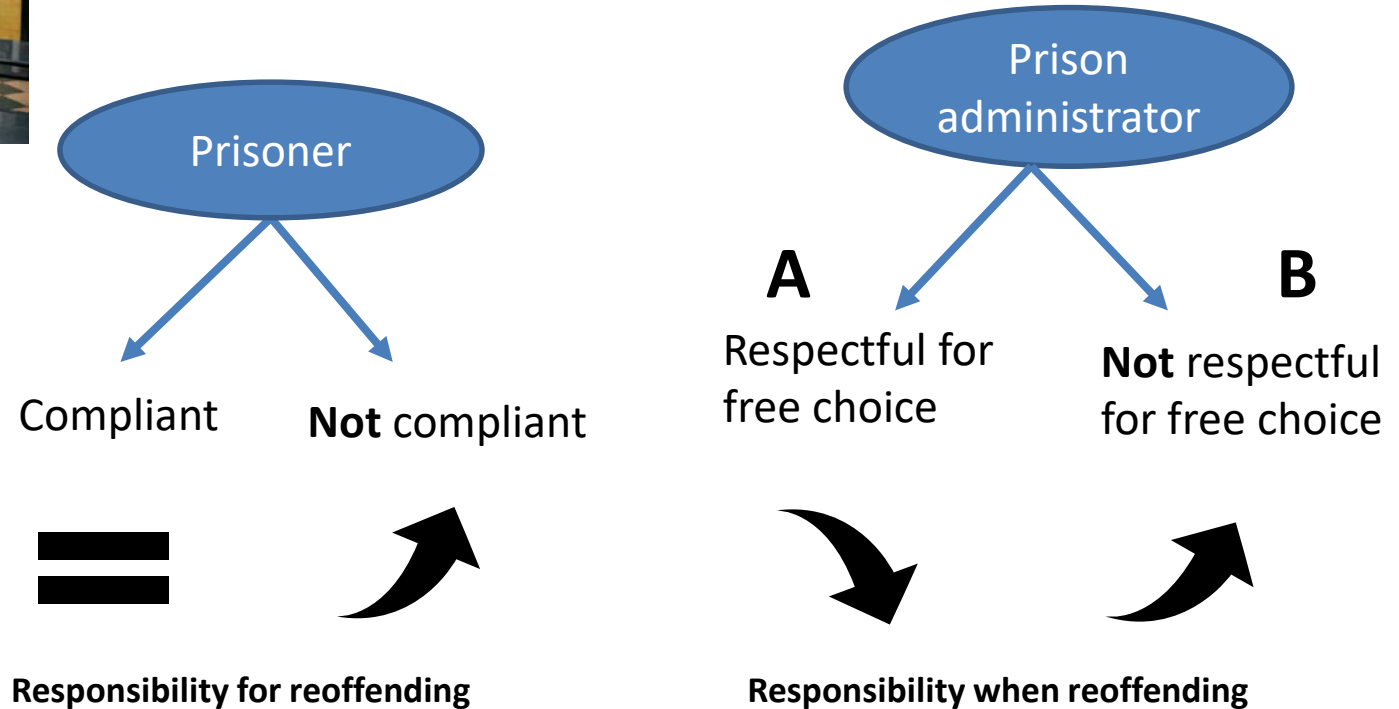 Prisoner
Compliant
Not compliant
Responsibility for reoffending
Prison
administrator
A
B
Respectful for
free choice
Not respectful
for free choice
Responsibility when reoffending